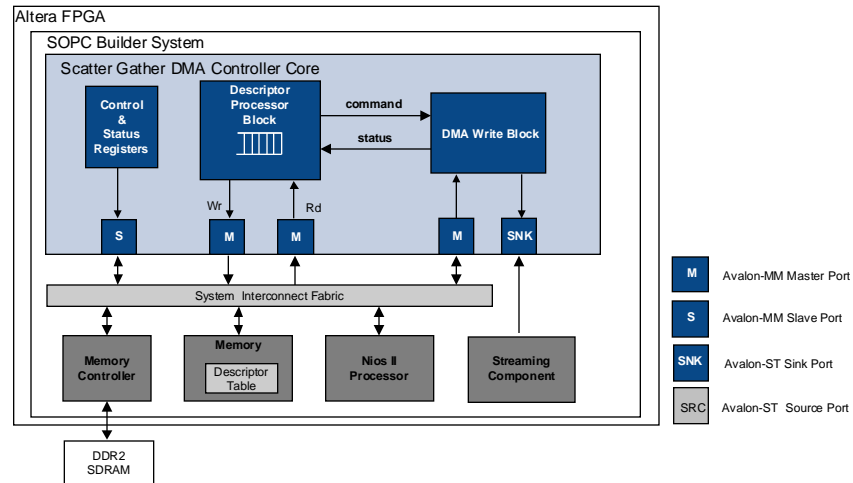 Altera FPGA
SOPC Builder System
Scatter Gather DMA Controller Core
Control
&
Status
Registers
Descriptor
Processor
Block
command
status
DMA Write Block
Wr
Rd
S
M
M
M
SNK
System Interconnect Fabric
Memory
Controller
Memory
Descriptor
Table
Nios II
Processor
Streaming
Component
DDR2
SDRAM
M
Avalon-MM Master Port
S
Avalon-MM Slave Port
SNK
Avalon-ST Sink Port
SRC
Avalon-ST Source Port